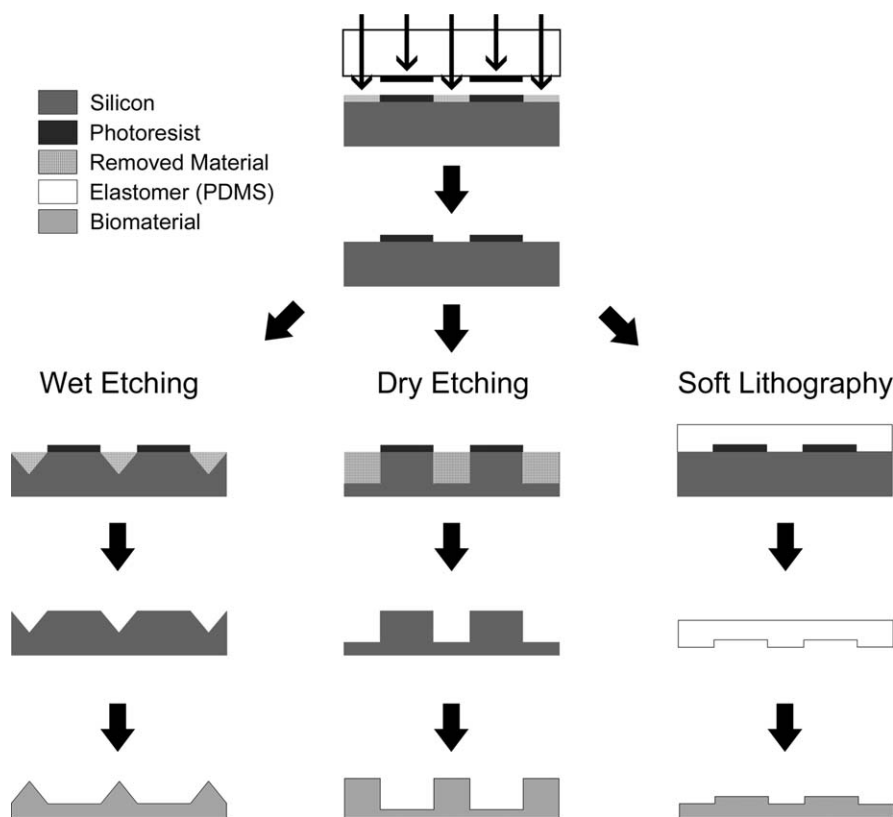 Silicon
Photoresist
Removed Material
Elastomer (PDMS)
Biomaterial
Wet Etching
Dry Etching
Soft Lithography